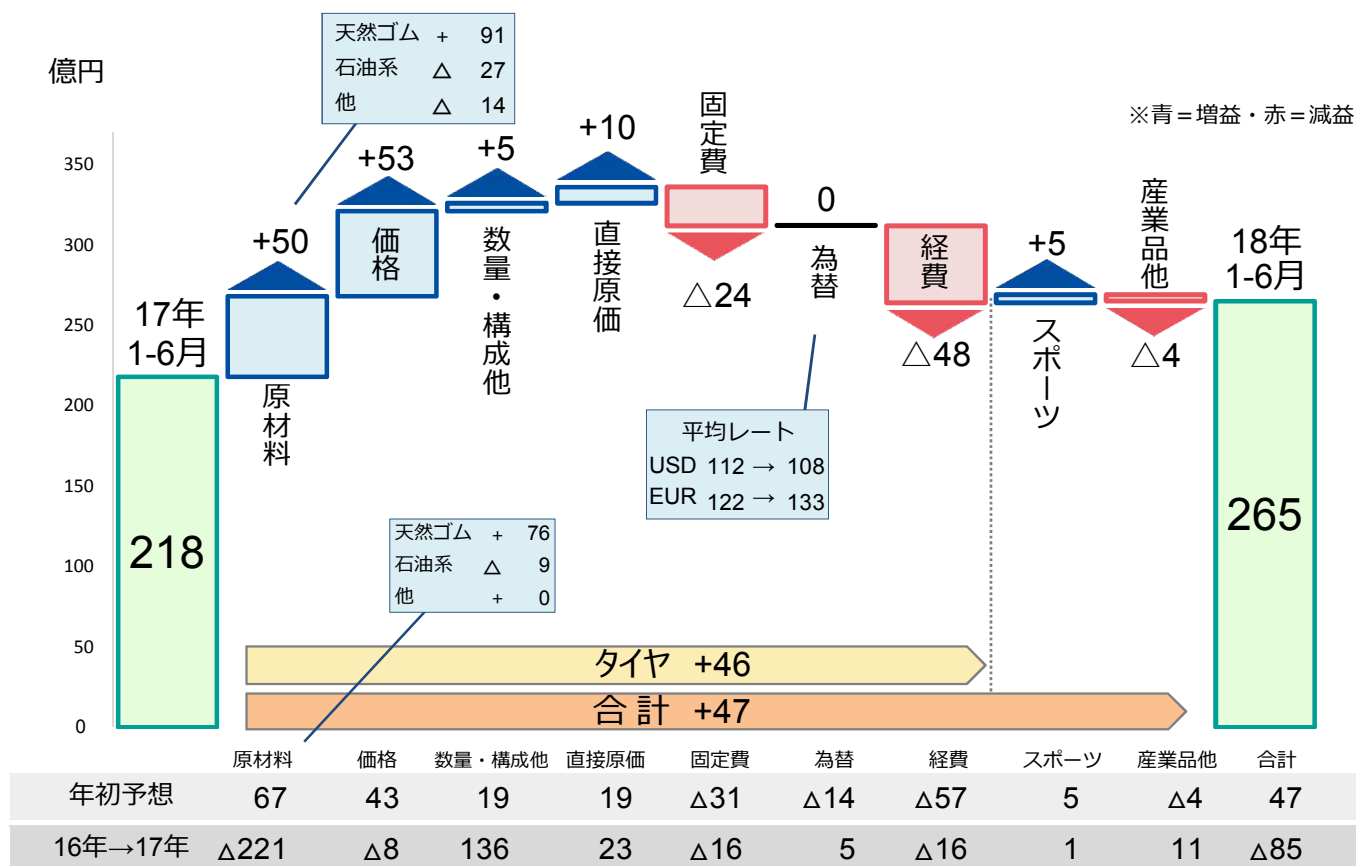 天然ゴム + 91
石油系 △ 27
他 △ 14
億円
※青=増益・赤=減益
350
300
250
200
150
100
50
0
17年
1-6月
218
+50
原材料
+53
価格
+5
数量・構成他
+10
直接原価
固定費
△24
0
為替
経費
△48
+5
スポーツ
産業品他
△4
18年
1-6月
265
平均レート
USD 112 → 108
EUR 122 → 133
天然ゴム + 76
石油系 △ 9
他 + 0
タイヤ +46
合計 +47
原材料 価格 数量・構成他 直接原価 固定費 為替 経費 スポーツ 産業品他 合計
年初予想 67 43 19 19 △31 △14 △57 5 △4 47
16年→17年 △221 △8 136 23 △16 5 △16 1 11 △85